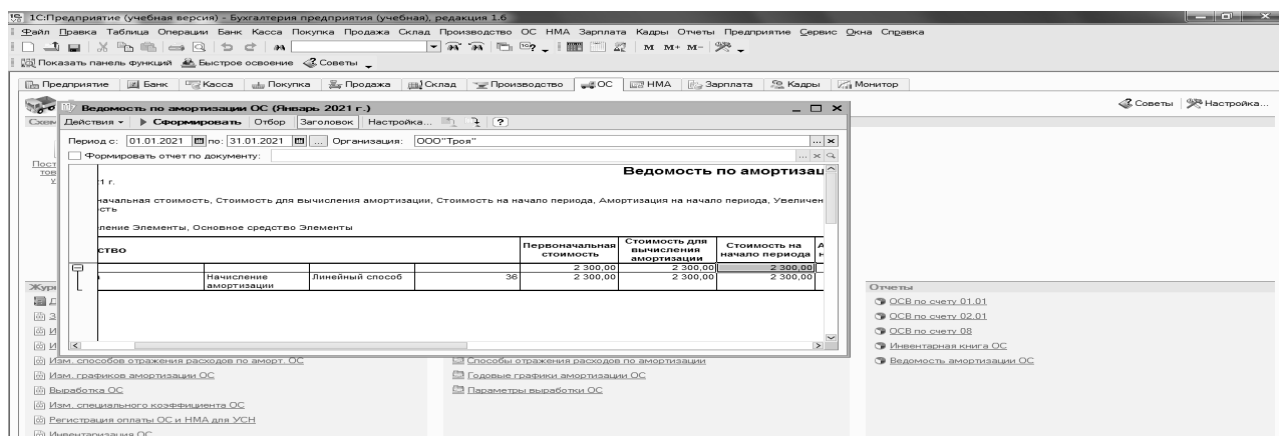 1С:Предприятие (учебная версия) - Бухгалтерия предприятия (учебная), редакция 1.6
Файл Правка Таблица Операции Банк Касса Покупка Продажа Склад Производство ОС НМА Зарплата Кадры Отчеты Предприятие Сервис Окна Справка
М М+ М-
Показать панель функций Быстрое освоение Советы
Предприятие Банк Касса Покупка Продажа Склад Производство ОС НМА Зарплата Кадры Монитор
Ведомость по амортизации ОС (Январь 2021 г.)
Советы Настройка...
Схем
Действия Сформировать Отбор Заголовок Настройка... ?
Период с: 01.01.2021 по: 31.01.2021 ... Организация: ООО"Троя" ... x
Формировать отчет по документу: ... x
Пост
тов
у
Ведомость по амортизац
21 г.
начальная стоимость, Стоимость для вычисления амортизации, Стоимость на начало периода, Амортизация на начало периода, Увеличен
сть
ление Элементы, Основное средство Элементы
ство Первоначальная стоимость Стоимость для вычисления амортизации Стоимость на начало периода А н
2 300,00 2 300,00 2 300,00
Начисление амортизации Линейный способ 36 2 300,00 2 300,00 2 300,00
Журн
Отчеты
ОСВ по счету 01.01
ОСВ по счету 02.01
ОСВ по счету 08
Инвентарная книга ОС
Изм. способов отражения расходов по аморт. ОС Способы отражения расходов по амортизации Ведомость амортизации ОС
Изм. графиков амортизации ОС Годовые графики амортизации ОС
Выработка ОС Параметры выработки ОС
Изм. специального коэффициента ОС
Регистрация оплаты ОС и НМА для УСН
Инвентаризация ОС